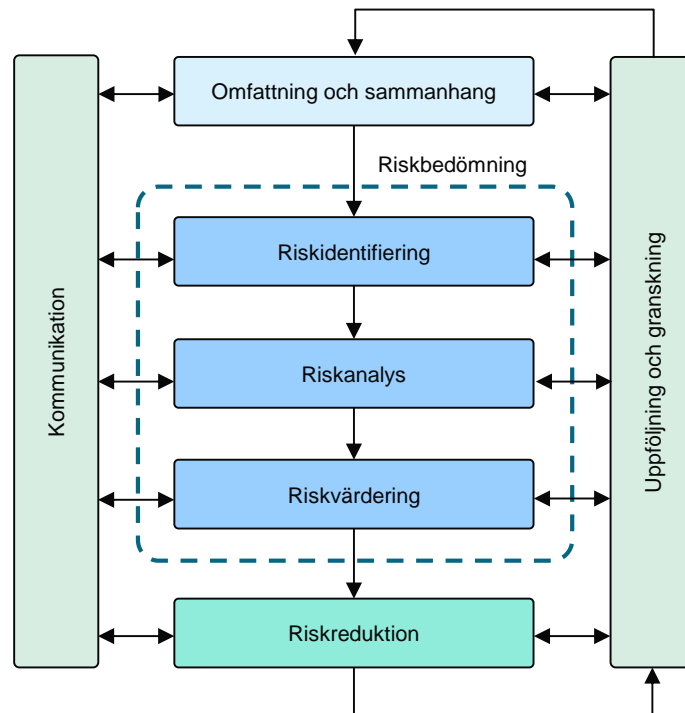 Omfattning och sammanhang
Riskbedömning
Riskidentifiering
Riskanalys
Riskvärdering
Riskreduktion
Kommunikation
Uppföljning och granskning